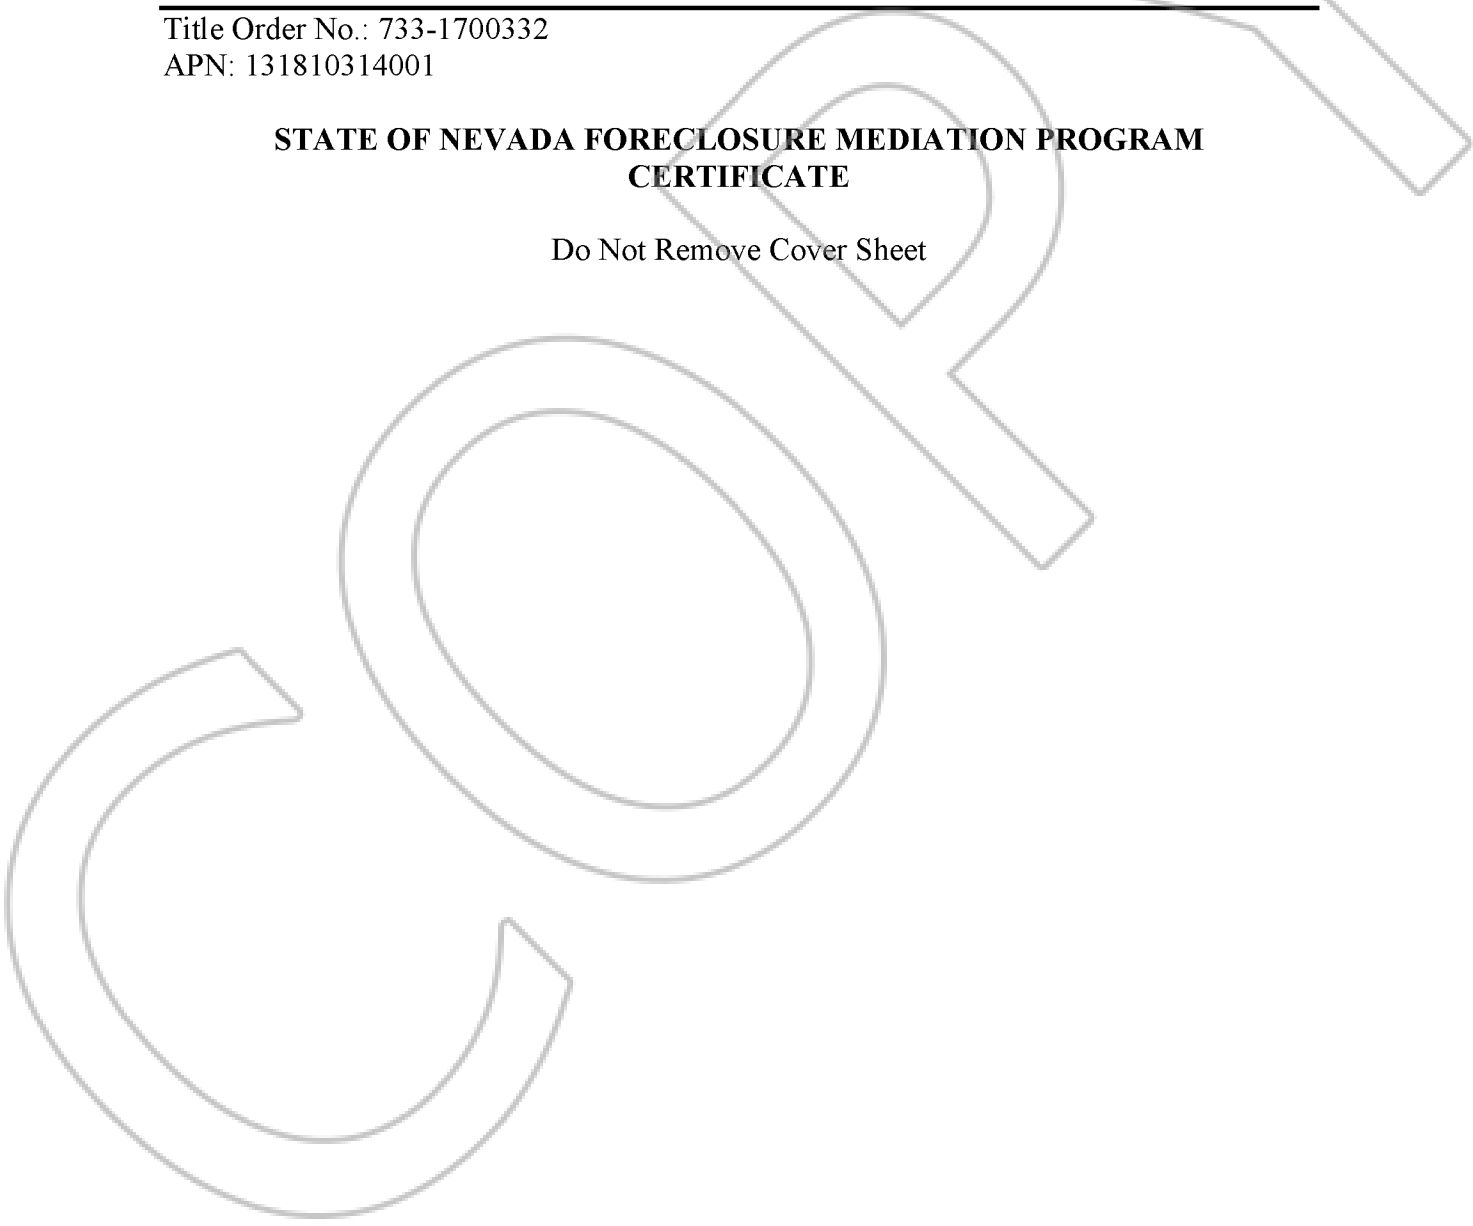 Title Order No.: 733-1700332
APN: 131810314001
STATE OF NEVADA FORECLOSURE MEDIATION PROGRAM
CERTIFICATE
Do Not Remove Cover Sheet
COPY